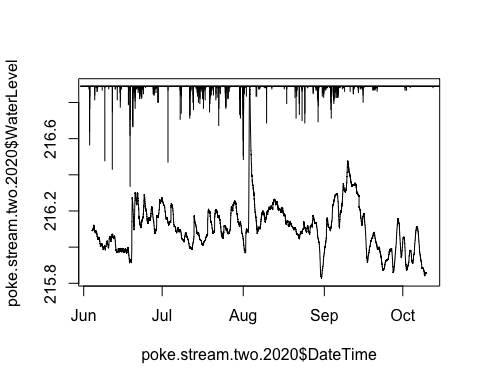 poke.stream.two.2020$WaterLevel
216.6
216.2
215.8
Jun Jul Aug Sep Oct
poke.stream.two.2020$DateTime